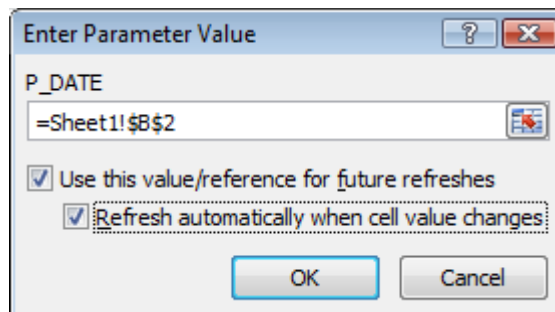 Enter Parameter Value
P_DATE
=Sheet1!$B$2
Use this value/reference for future refreshes
Refresh automatically when cell value changes
OK Cancel